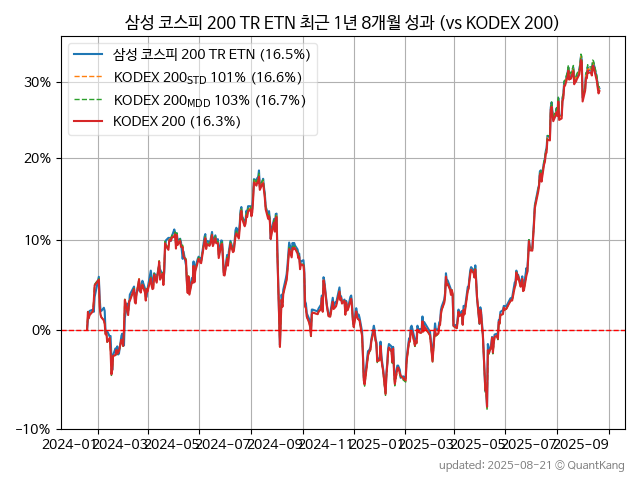 삼성 코스피 200 TR ETN 최근 1년 8개월 성과 (vs KODEX 200)
삼성 코스피 200 TR ETN (16.5%)
KODEX 200STD 101% (16.6%)
KODEX 200MDD 103% (16.7%)
KODEX 200 (16.3%)
30%
20%
10%
0%
−10%
2024-01 2024-03 2024-05 2024-07 2024-09 2024-11 2025-01 2025-03 2025-05 2025-07 2025-09
updated: 2025-08-21 © QuantKang